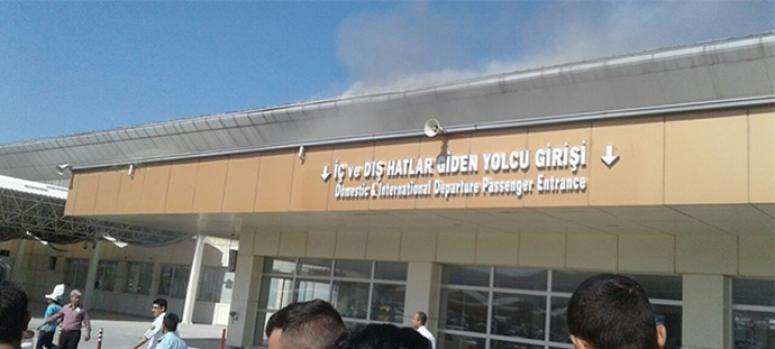 İÇ ve DIŞ HATLAR GİDEN YOLCU GİRİŞİ
Domestic & International Departure Passenger Entrance